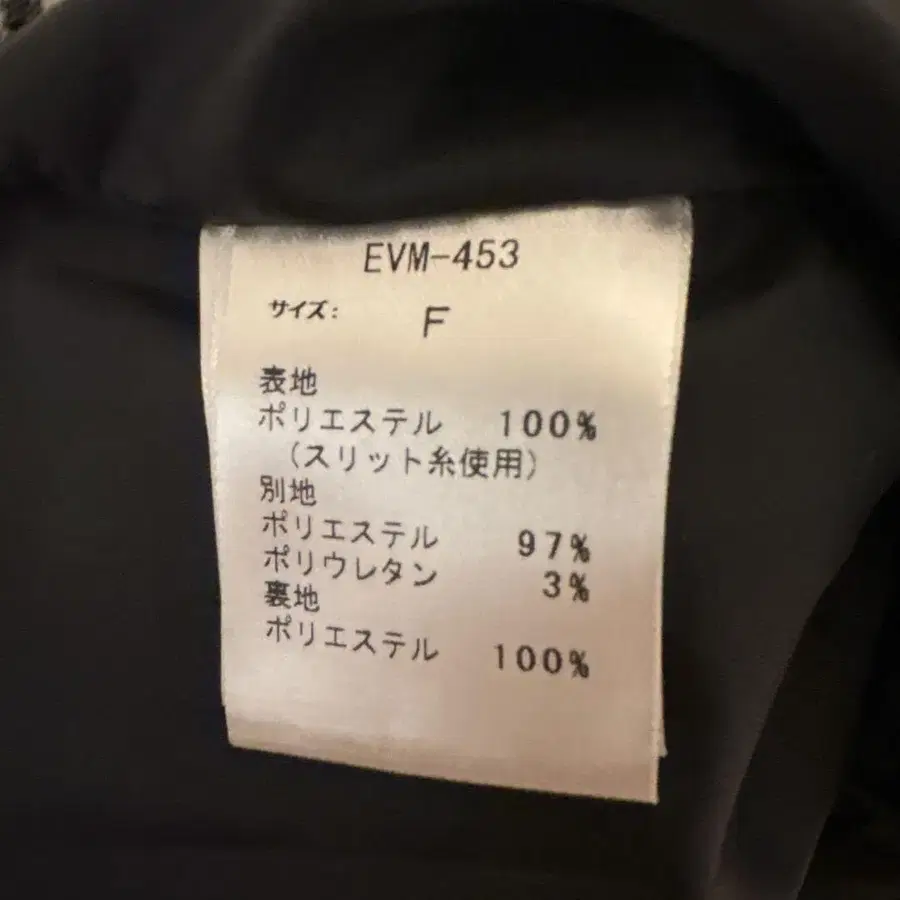 EVM-453
サイズ: F
表地
ポリエステル 100%
(スリット糸使用)
別地
ポリエステル 97%
ポリウレタン 3%
裏地
ポリエステル 100%